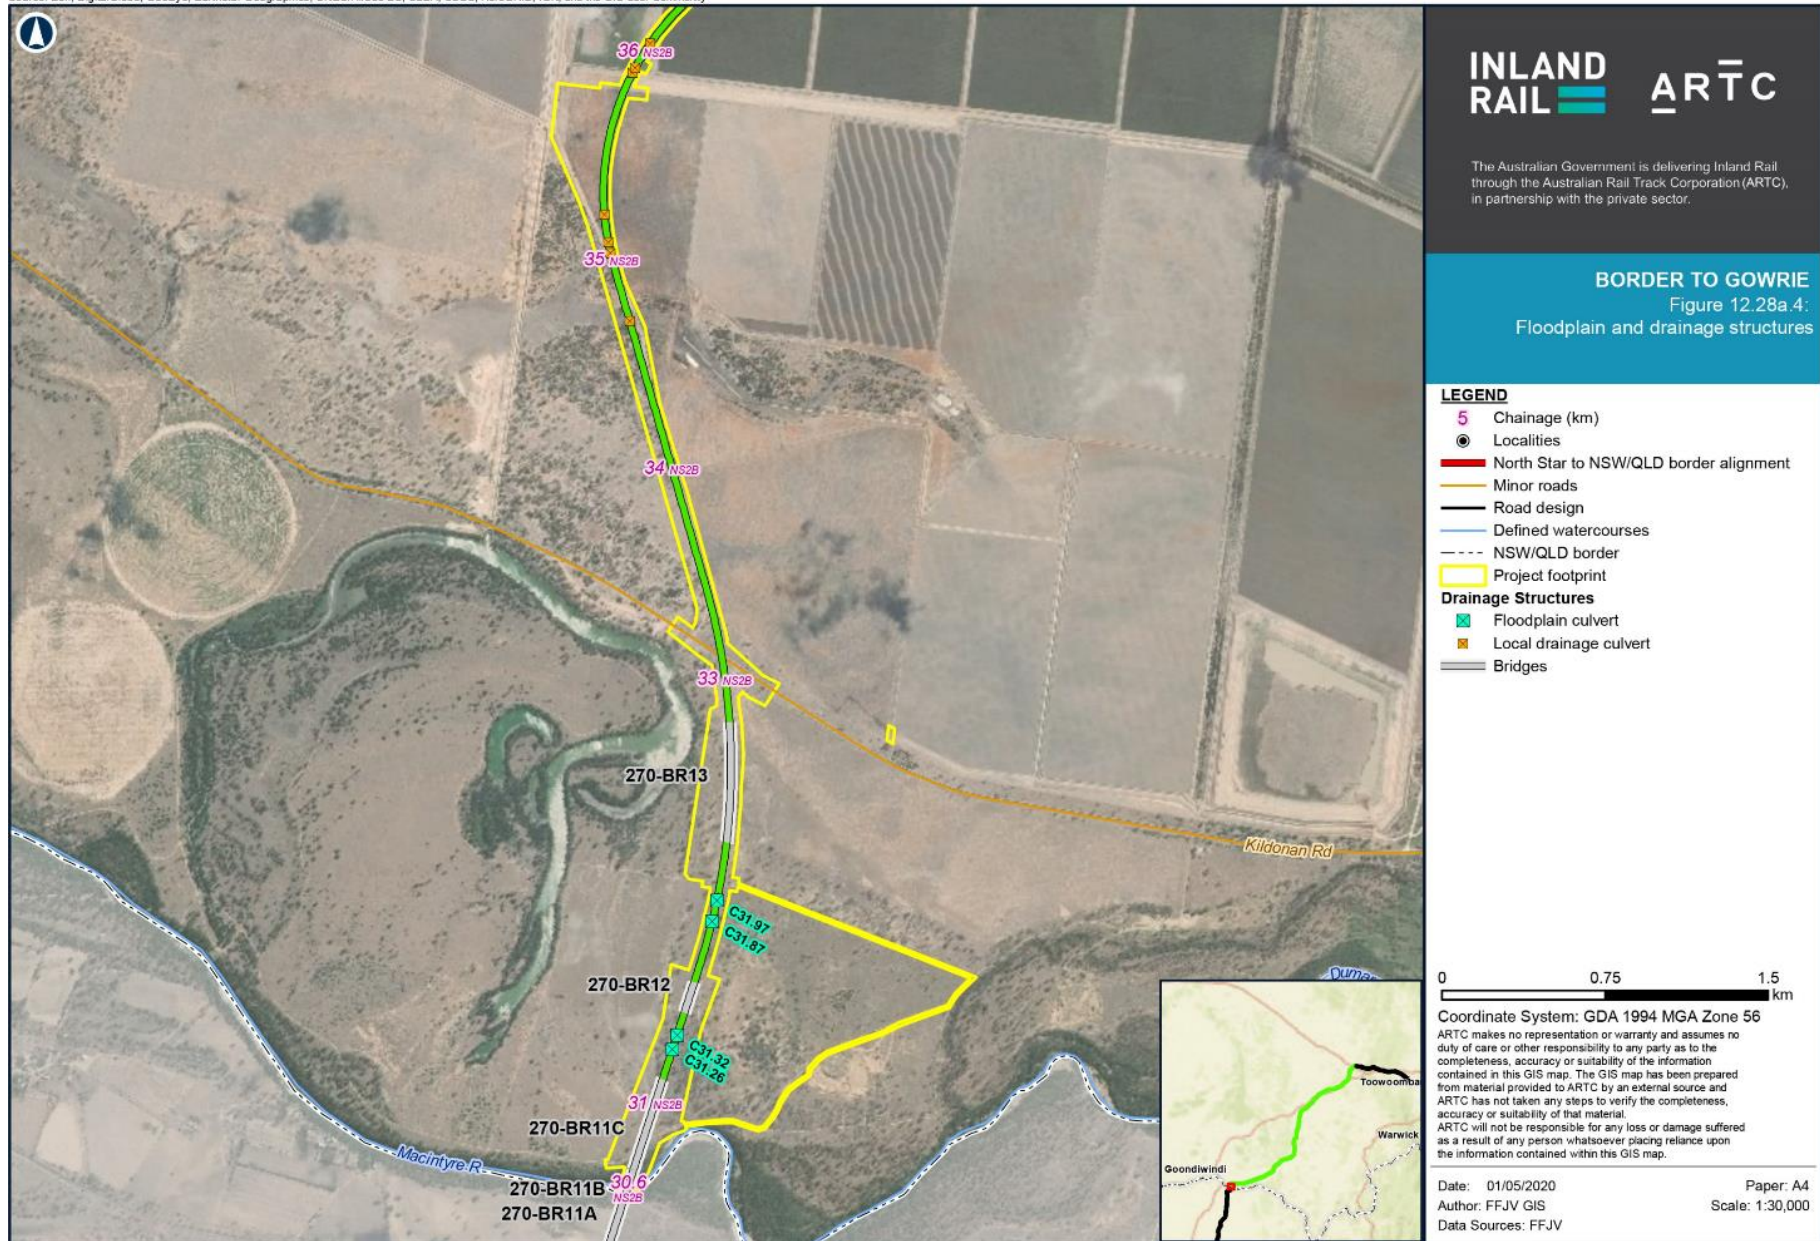 36 NS2B
35 NS2B
34 NS2B
33 NS2B
270-BR13
Kildonan Rd
C31.97
C31.87
270-BR12
C31.32
C31.26
31 NS2B
270-BR11C
Macintyre R
270-BR11B
30.6
NS2B
270-BR11A
Toowoomba
Warwick
Goondiwindi
INLAND
RAIL
ARTC
The Australian Government is delivering Inland Rail
through the Australian Rail Track Corporation (ARTC),
in partnership with the private sector.
BORDER TO GOWRIE
Figure 12.28a.4:
Floodplain and drainage structures
LEGEND
5 Chainage (km)
Localities
North Star to NSW/QLD border alignment
Minor roads
Road design
Defined watercourses
NSW/QLD border
Project footprint
Drainage Structures
Floodplain culvert
Local drainage culvert
Bridges
0 0.75 1.5
km
Coordinate System: GDA 1994 MGA Zone 56
ARTC makes no representation or warranty and assumes no
duty of care or other responsibility to any party as to the
completeness, accuracy or suitability of the information
contained in this GIS map. The GIS map has been prepared
from material provided to ARTC by an external source and
ARTC has not taken any steps to verify the completeness,
accuracy or suitability of that material.
ARTC will not be responsible for any loss or damage suffered
as a result of any person whatsoever placing reliance upon
the information contained within this GIS map.
Date: 01/05/2020 Paper: A4
Author: FFJV GIS Scale: 1:30,000
Data Sources: FFJV